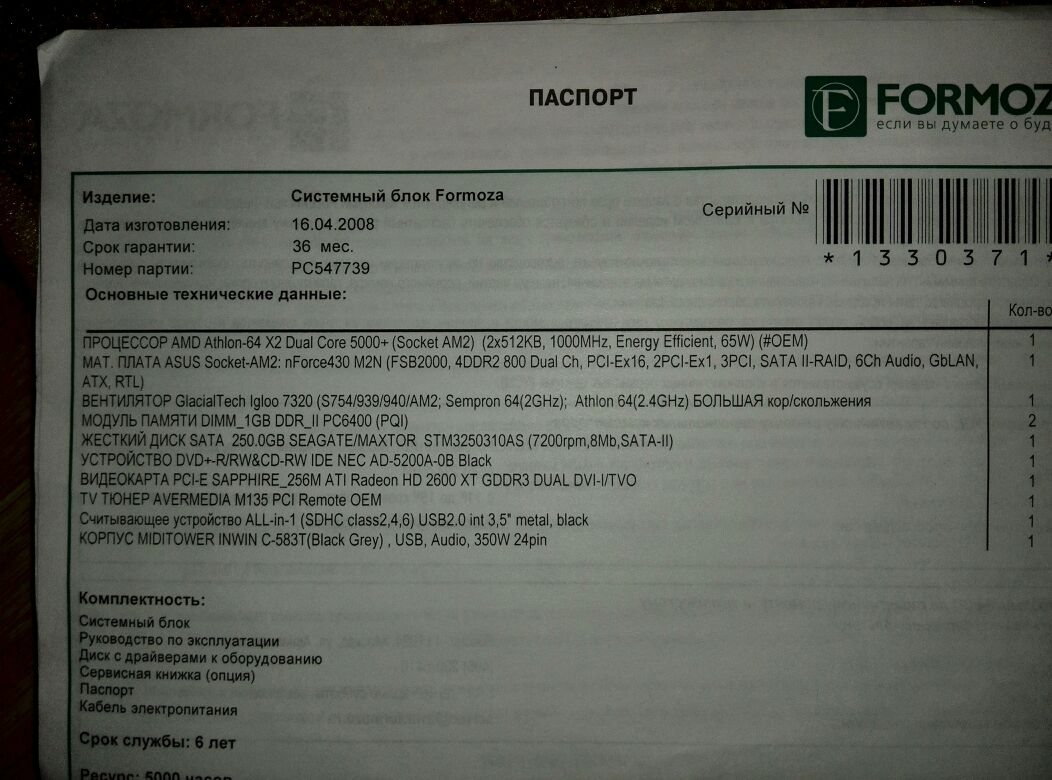 ПАСПОРТ
FORMOZ
если вы думаете о буд
Изделие: Системный блок Formoza
Серийный №
Дата изготовления: 16.04.2008
Срок гарантии: 36 мес.
* 1 3 3 0 3 7 1 *
Номер партии: PC547739
Основные технические данные:
Кол-во
ПРОЦЕССОР AMD Athlon-64 X2 Dual Core 5000+ (Socket AM2) (2x512KB, 1000MHz, Energy Efficient, 65W) (#OEM) 1
МАТ. ПЛАТА ASUS Socket-AM2: nForce430 M2N (FSB2000, 4DDR2 800 Dual Ch, PCI-Ex16, 2PCI-Ex1, 3PCI, SATA II-RAID, 6Ch Audio, GbLAN, 1
ATX, RTL)
ВЕНТИЛЯТОР GlacialTech Igloo 7320 (S754/939/940/AM2; Sempron 64(2GHz); Athlon 64(2.4GHz) БОЛЬШАЯ кор/скольжения 1
МОДУЛЬ ПАМЯТИ DIMM_1GB DDR_II PC6400 (PQI) 2
ЖЕСТКИЙ ДИСК SATA 250.0GB SEAGATE/MAXTOR STM3250310AS (7200rpm,8Mb,SATA-II) 1
УСТРОЙСТВО DVD+-R/RW&CD-RW IDE NEC AD-5200A-0B Black 1
ВИДЕОКАРТА PCI-E SAPPHIRE_256M ATI Radeon HD 2600 XT GDDR3 DUAL DVI-I/TVO 1
TV ТЮНЕР AVERMEDIA M135 PCI Remote OEM 1
Считывающее устройство ALL-in-1 (SDHC class2,4,6) USB2.0 int 3,5" metal, black 1
КОРПУС MIDITOWER INWIN C-583T(Black Grey) , USB, Audio, 350W 24pin 1
Комплектность:
Системный блок
Руководство по эксплуатации
Диск с драйверами к оборудованию
Сервисная книжка (опция)
Паспорт
Кабель электропитания
Срок службы: 6 лет
Ресурс: 5000 часов